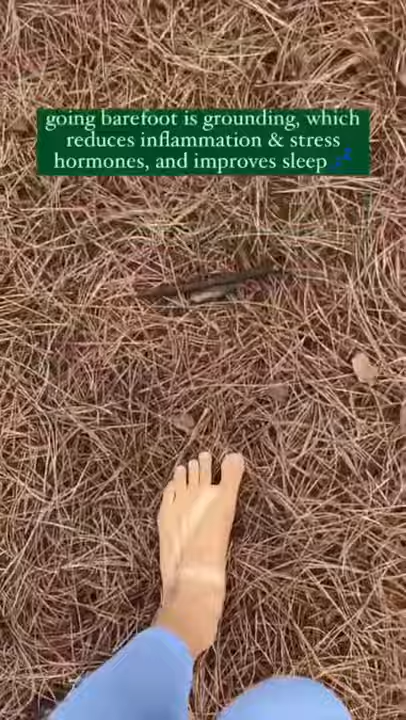 going barefoot is grounding, which
reduces inflammation & stress
hormones, and improves sleep 💤